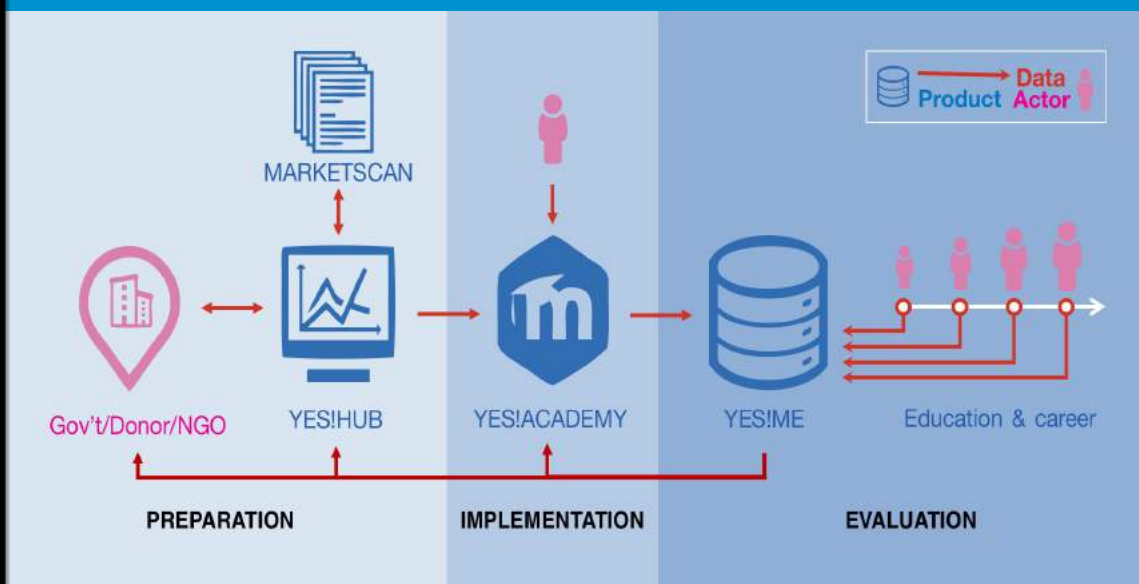 Data
Product Actor
MARKETSCAN
Gov't/Donor/NGO
YES!HUB
YES!ACADEMY
YES!ME
Education & career
PREPARATION
IMPLEMENTATION
EVALUATION